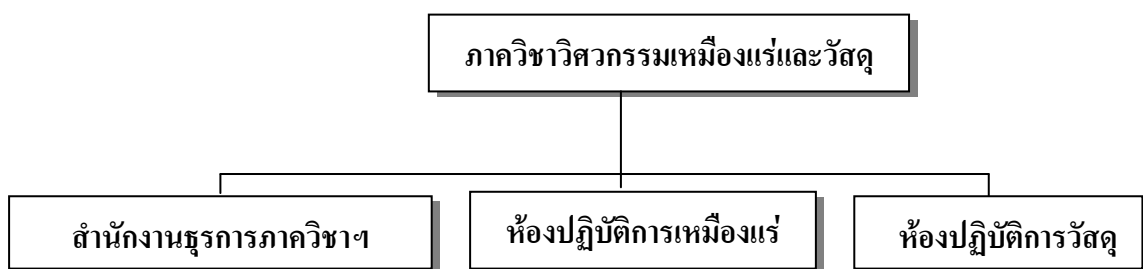 ภาควิชาวิศวกรรมเหมืองแร่และวัสดุ
สำนักงานธุรการภาควิชาฯ
ห้องปฏิบัติการเหมืองแร่
ห้องปฏิบัติการวัสดุ